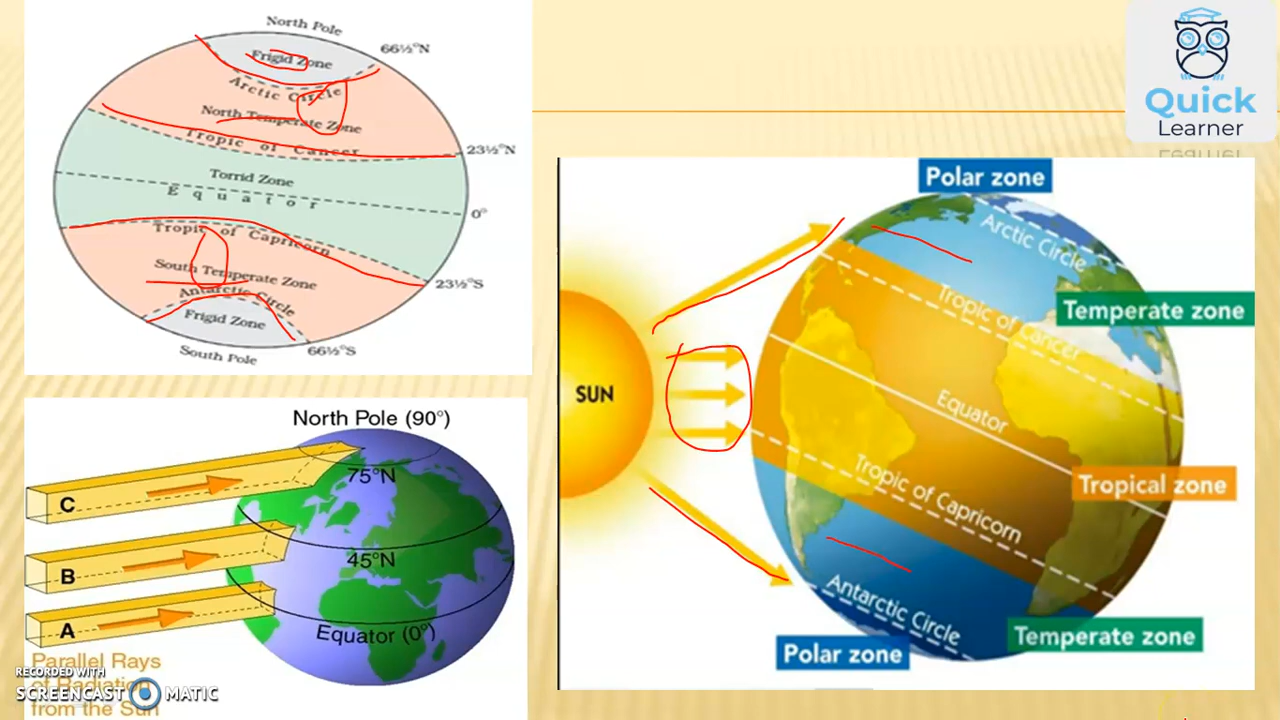 North Pole
66½°N
Frigid Zone
Arctic Circle
North Temperate Zone
Tropic of Cancer
23½°N
Torrid Zone
Equator
0°
Tropic of Capricorn
South Temperate Zone
23½°S
Antarctic Circle
Frigid Zone
South Pole
66½°S
Quick
Learner
North Pole (90°)
75°N
C
45°N
B
A
Equator (0°)
Parallel Rays
of Radiation
from the Sun
RECORDED WITH
SCREENCAST MATIC
Polar zone
Arctic Circle
Temperate zone
Tropic of Cancer
SUN
Equator
Tropical zone
Tropic of Capricorn
Antarctic Circle
Temperate zone
Polar zone